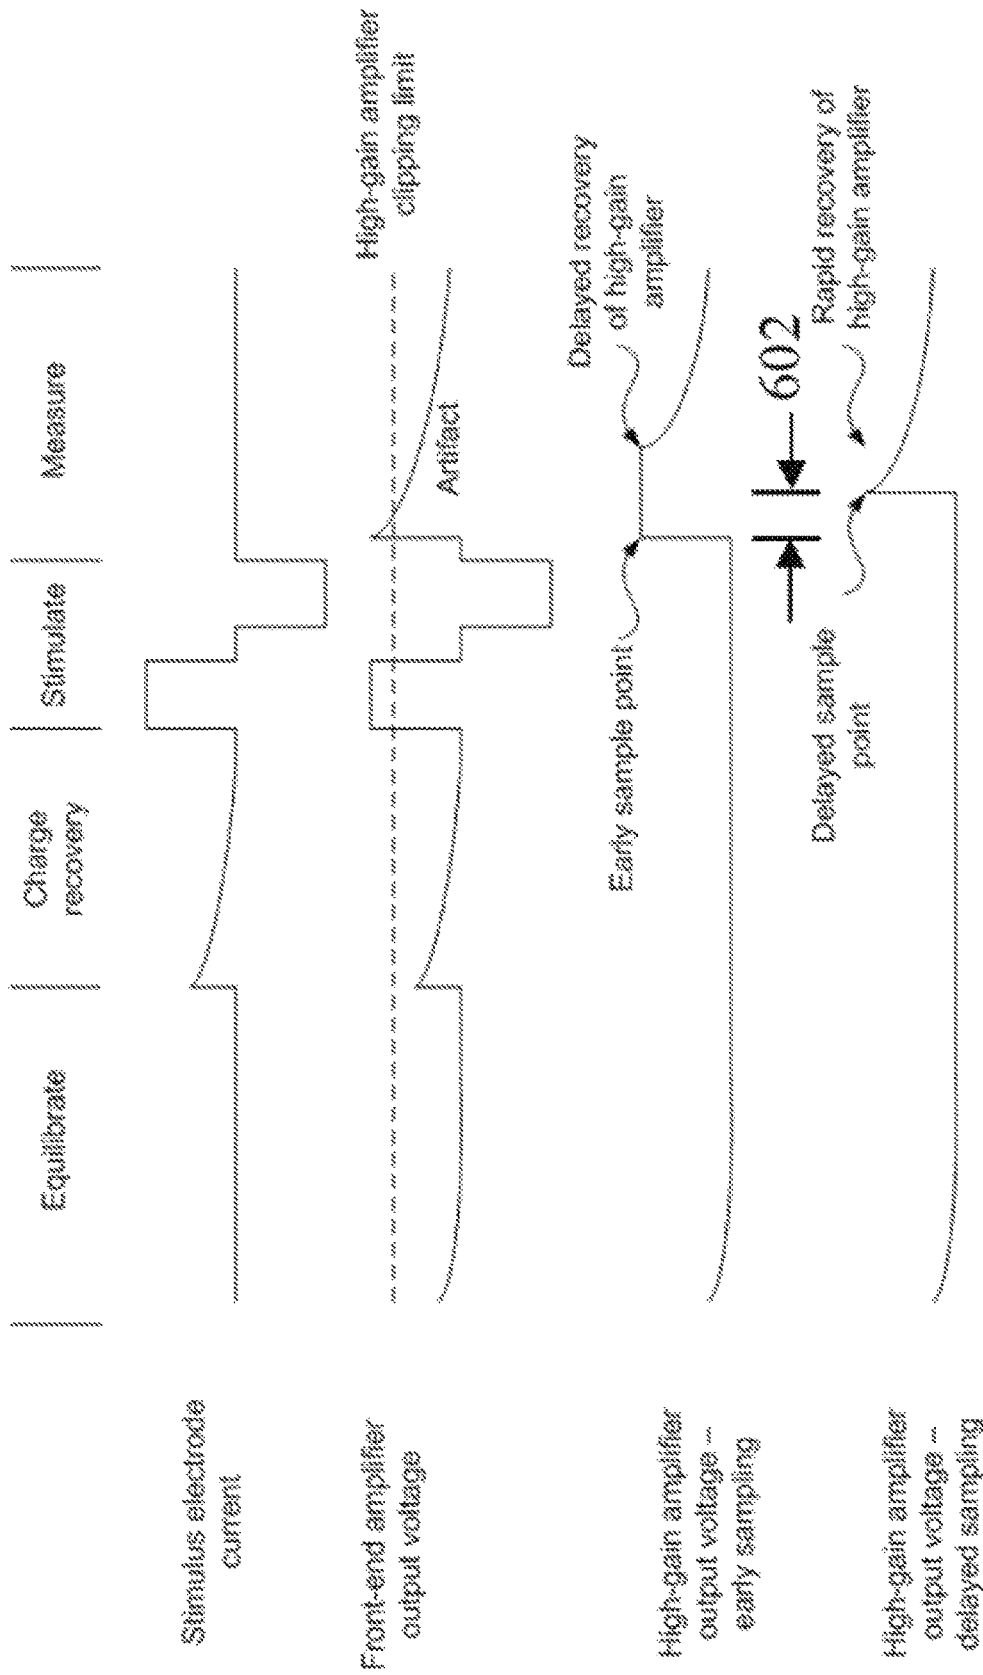 Equilibrate
Charge
recovery
Stimulate
Measure
Stimulus electrode
current
High-gain amplifier
clipping limit
Front-end amplifier
output voltage
Artifact
Early sample point
Delayed recovery
of high-gain
amplifier
High-gain amplifier
output voltage –
early sampling
602
Delayed sample
point
Rapid recovery of
high-gain amplifier
High-gain amplifier
output voltage –
delayed sampling